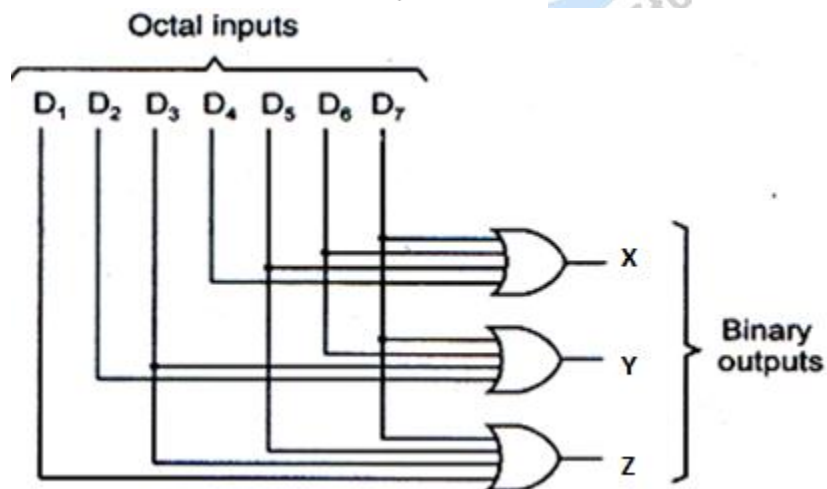 Octal inputs
D₁ D₂ D₃ D₄ D₅ D₆ D₇
X
Y
Z
Binary
outputs